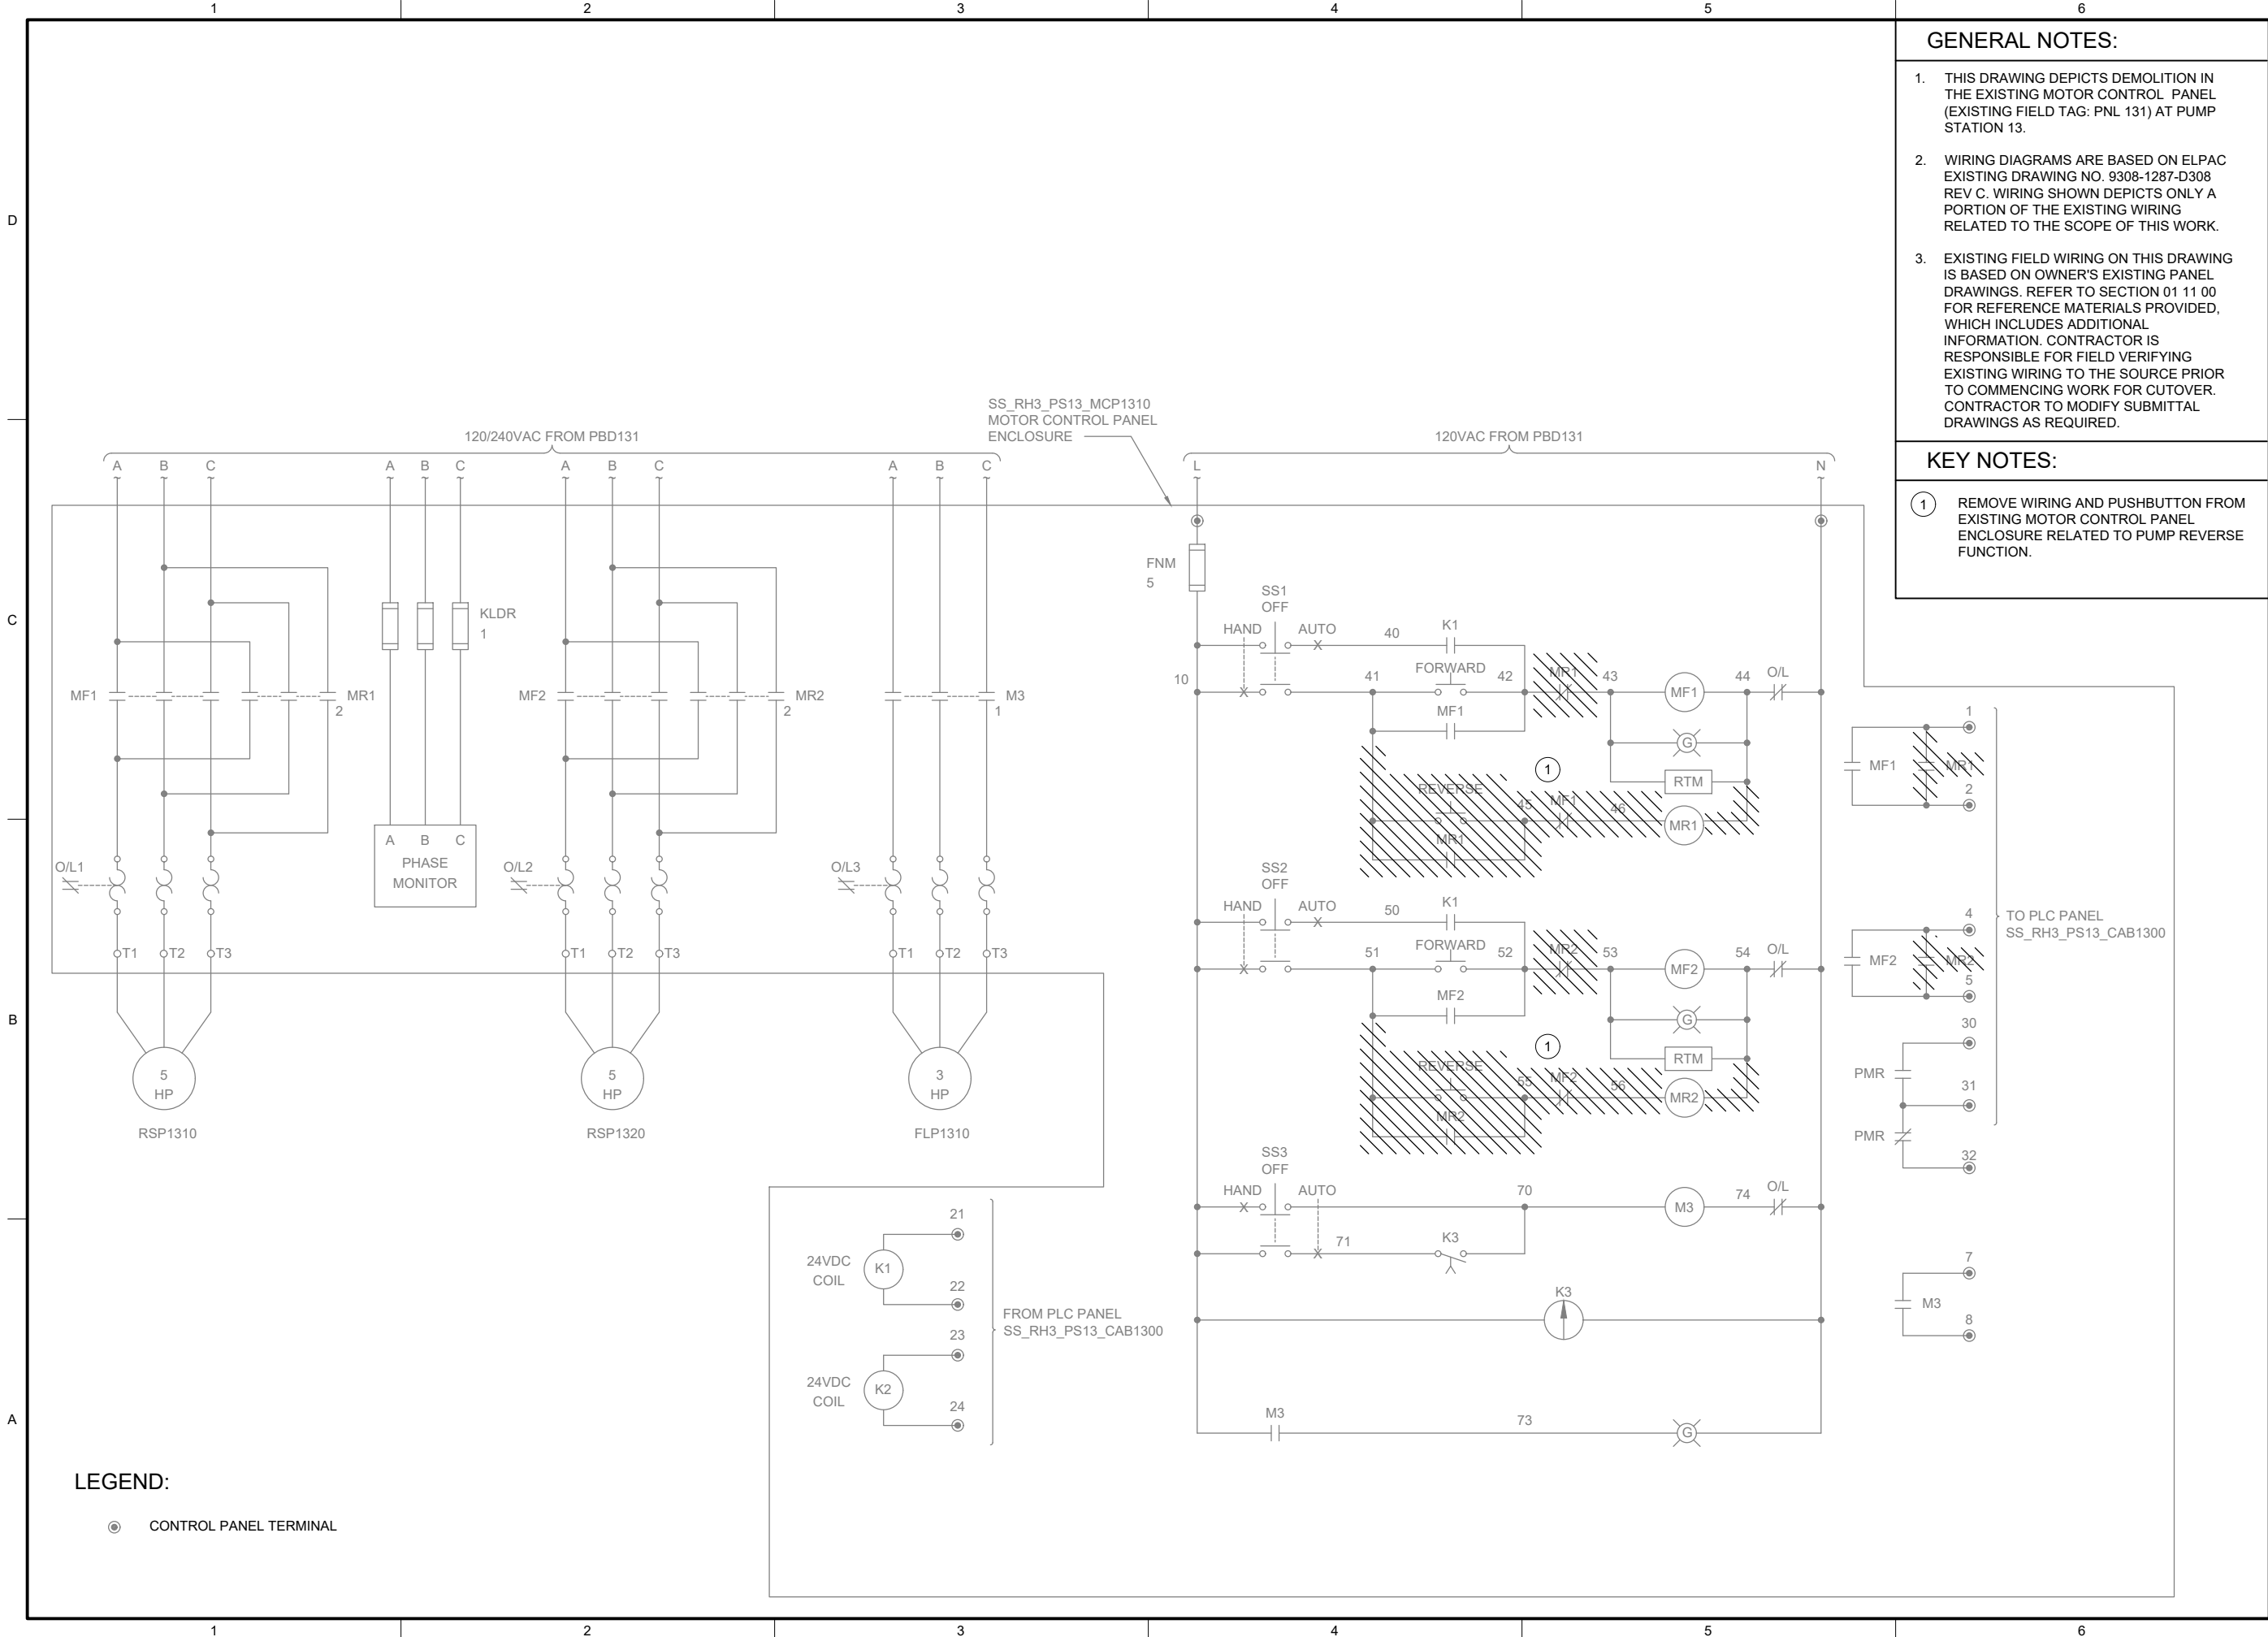 1 2 3 4 5 6
GENERAL NOTES:
1. THIS DRAWING DEPICTS DEMOLITION IN
THE EXISTING MOTOR CONTROL PANEL
(EXISTING FIELD TAG: PNL 131) AT PUMP
STATION 13.
2. WIRING DIAGRAMS ARE BASED ON ELPAC
EXISTING DRAWING NO. 9308-1287-D308
REV C. WIRING SHOWN DEPICTS ONLY A
PORTION OF THE EXISTING WIRING
RELATED TO THE SCOPE OF THIS WORK.
3. EXISTING FIELD WIRING ON THIS DRAWING
IS BASED ON OWNER'S EXISTING PANEL
DRAWINGS. REFER TO SECTION 01 11 00
FOR REFERENCE MATERIALS PROVIDED,
WHICH INCLUDES ADDITIONAL
INFORMATION. CONTRACTOR IS
RESPONSIBLE FOR FIELD VERIFYING
EXISTING WIRING TO THE SOURCE PRIOR
TO COMMENCING WORK FOR CUTOVER.
CONTRACTOR TO MODIFY SUBMITTAL
DRAWINGS AS REQUIRED.
KEY NOTES:
1 REMOVE WIRING AND PUSHBUTTON FROM
EXISTING MOTOR CONTROL PANEL
ENCLOSURE RELATED TO PUMP REVERSE
FUNCTION.
D
C
B
A
SS_RH3_PS13_MCP1310
MOTOR CONTROL PANEL
ENCLOSURE
120/240VAC FROM PBD131
A B C A B C A B C A B C
KLDR
1
MF1 MR1
2
MF2 MR2
2
M3
1
A B C
PHASE
MONITOR
O/L1 O/L2 O/L3
T1 T2 T3 T1 T2 T3 T1 T2 T3
5
HP
RSP1310
5
HP
RSP1320
3
HP
FLP1310
120VAC FROM PBD131
L N
FNM
5
SS1
OFF
HAND AUTO 40 K1
10 41 FORWARD 42 MR1 43 MF1 44 O/L
MF1 G
RTM
1
REVERSE 45 MF1 46 MR1
MR1
SS2
OFF
HAND AUTO 50 K1
51 FORWARD 52 MR2 53 MF2 54 O/L
MF2 G
RTM
1
REVERSE 55 MF2 56 MR2
MR2
SS3
OFF
HAND AUTO 70 M3 74 O/L
71 K3
K3
M3 73 G
1
MF1 MR1
2
4
MF2 MR2
5
30
PMR
31
PMR
32
TO PLC PANEL
SS_RH3_PS13_CAB1300
7
M3
8
21
24VDC
COIL
K1
22
23
24VDC
COIL
K2
24
FROM PLC PANEL
SS_RH3_PS13_CAB1300
LEGEND:
CONTROL PANEL TERMINAL
1 2 3 4 5 6